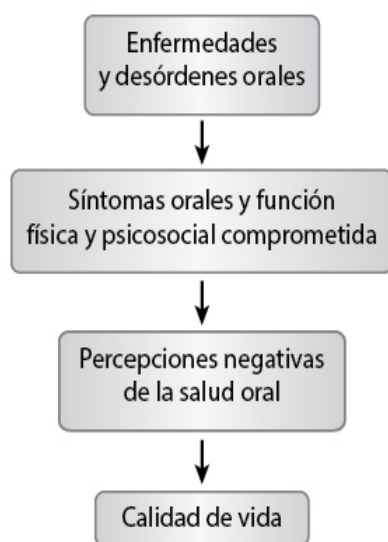 Enfermedades
y desórdenes orales
Síntomas orales y función
física y psicosocial comprometida
Percepciones negativas
de la salud oral
Calidad de vida